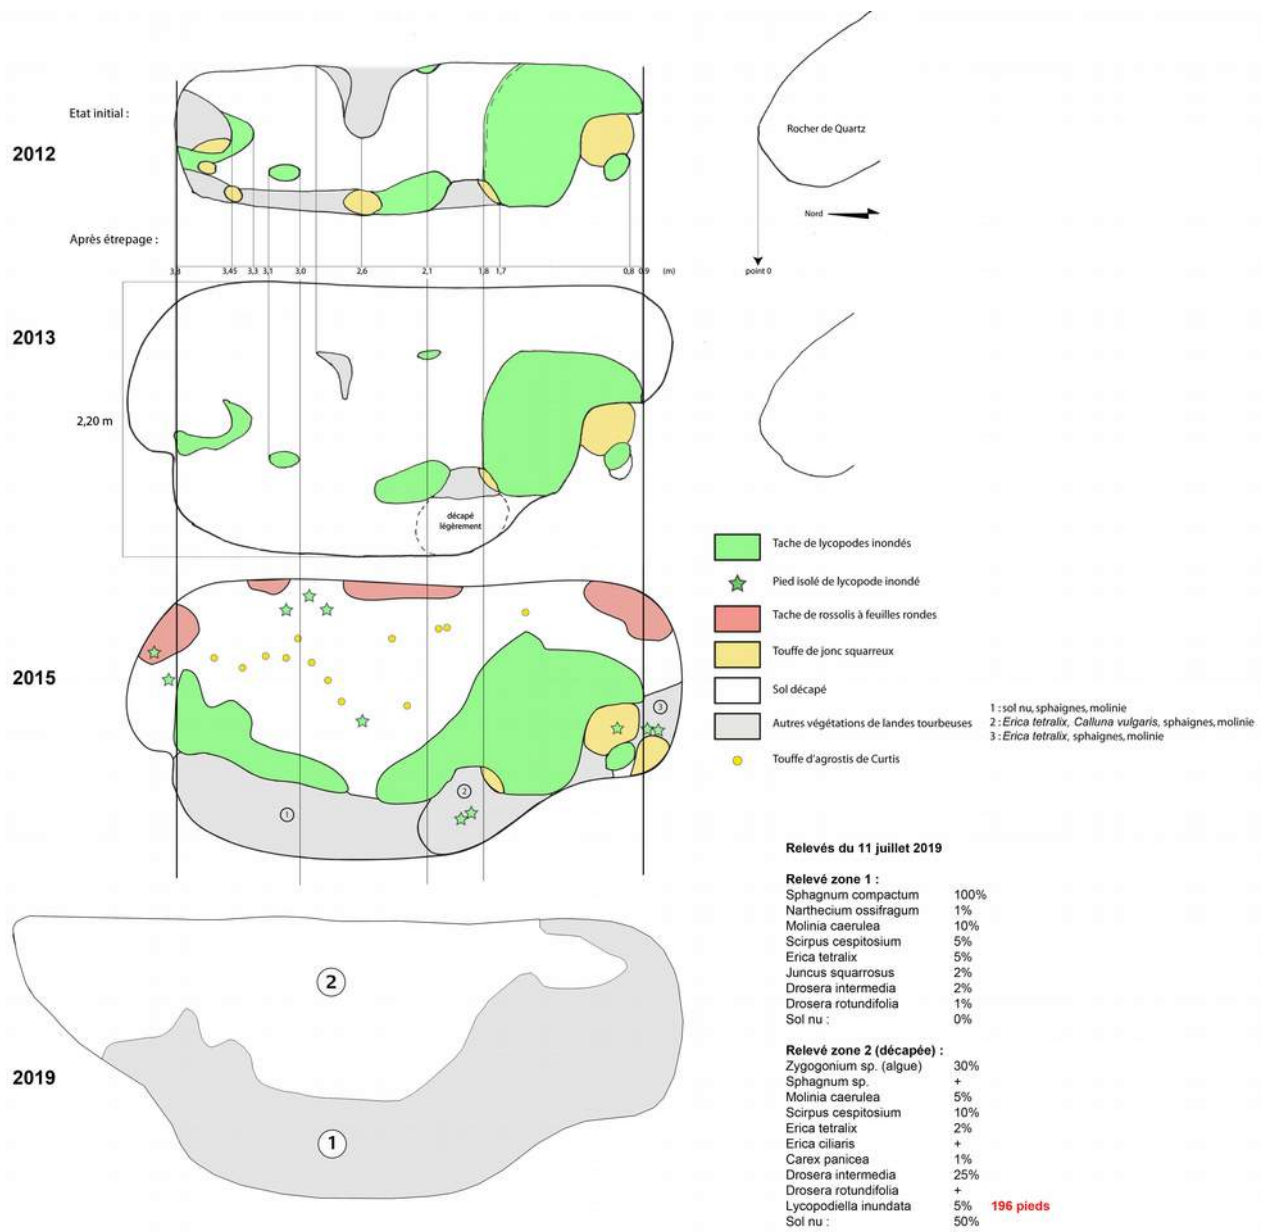 Etat initial :
2012
Rocher de Quartz
Nord
Après étrepage :
3,45 3,3 3,1 3,0 2,6 2,1 1,8 1,7 0,8 0,9 (m)
point 0
2013
2,20 m
décapé
légèrement
Tache de lycopodes inondés
Pied isolé de lycopode inondé
Tache de rossolis à feuilles rondes
Touffe de jonc squarreux
Sol décapé
Autres végétations de landes tourbeuses
Touffe d'agrostis de Curtis
1 : sol nu, sphaignes, molinie
2 : Erica tetralix, Calluna vulgaris, sphaignes, molinie
3 : Erica tetralix, sphaignes, molinie
2015
3
2
1
Relevés du 11 juillet 2019
Relevé zone 1 :
Sphagnum compactum 100%
Narthecium ossifragum 1%
Molinia caerulea 10%
Scirpus cespitosium 5%
Erica tetralix 5%
Juncus squarrosus 2%
Drosera intermedia 2%
Drosera rotundifolia 1%
Sol nu : 0%
Relevé zone 2 (décapée) :
Zygogonium sp. (algue) 30%
Sphagnum sp. +
Molinia caerulea 5%
Scirpus cespitosium 10%
Erica tetralix 2%
Erica ciliaris +
Carex panicea 1%
Drosera intermedia 25%
Drosera rotundifolia +
Lycopodiella inundata 5% 196 pieds
Sol nu : 50%
2019
2
1